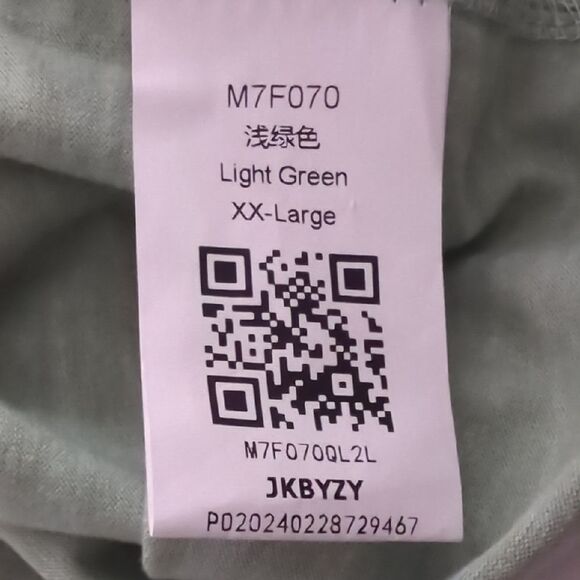 M7F070
浅绿色
Light Green
XX-Large
M7F070QL2L
JKBYZY
P020240228729467